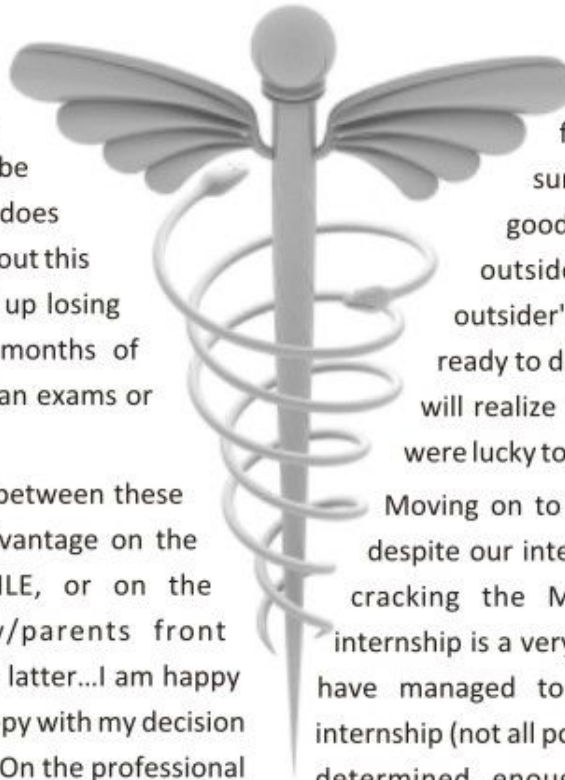 be
does
out this
up losing
months of
an exams or
between these
vantage on the
ILE, or on the
y/parents front
latter...I am happy
py with my decision
On the professional
f
sur
good
outside
outsider'
ready to d
will realize
were lucky to
Moving on to
despite our inte
cracking the M
internship is a very
have managed to
internship (not all po
determined enoug